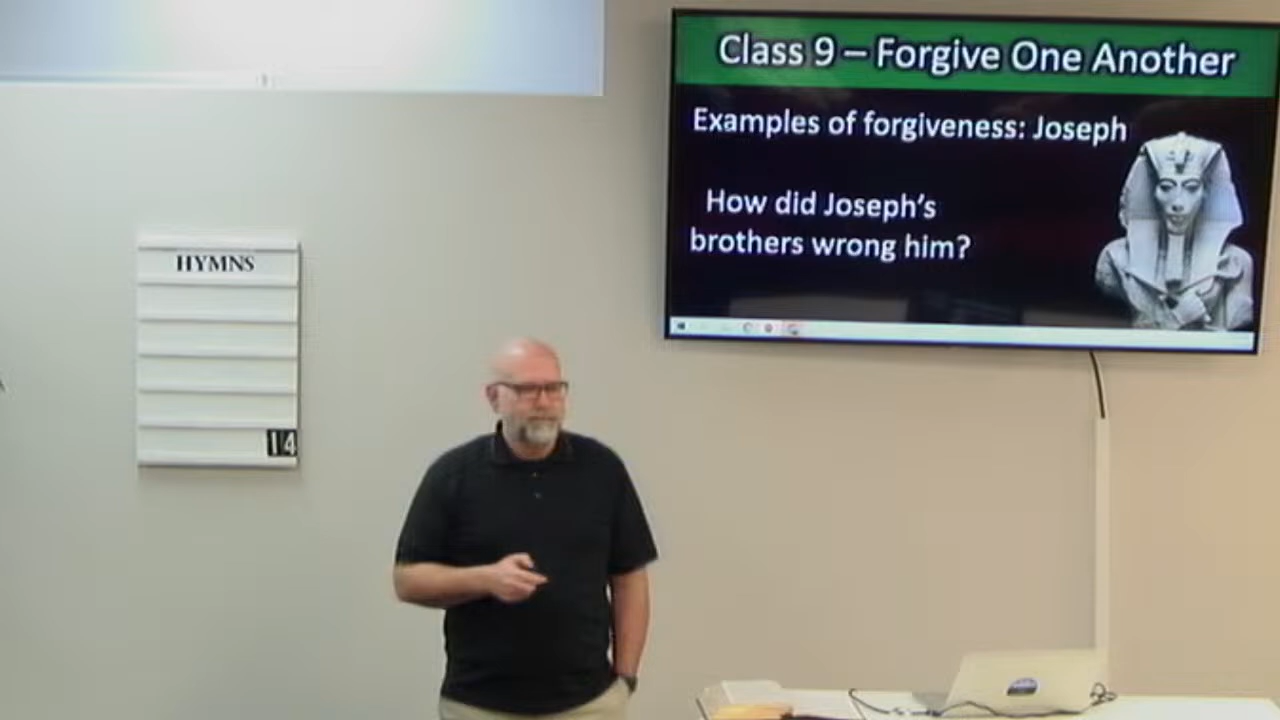 Class 9 – Forgive One Another
Examples of forgiveness: Joseph
How did Joseph's
brothers wrong him?
HYMNS
14